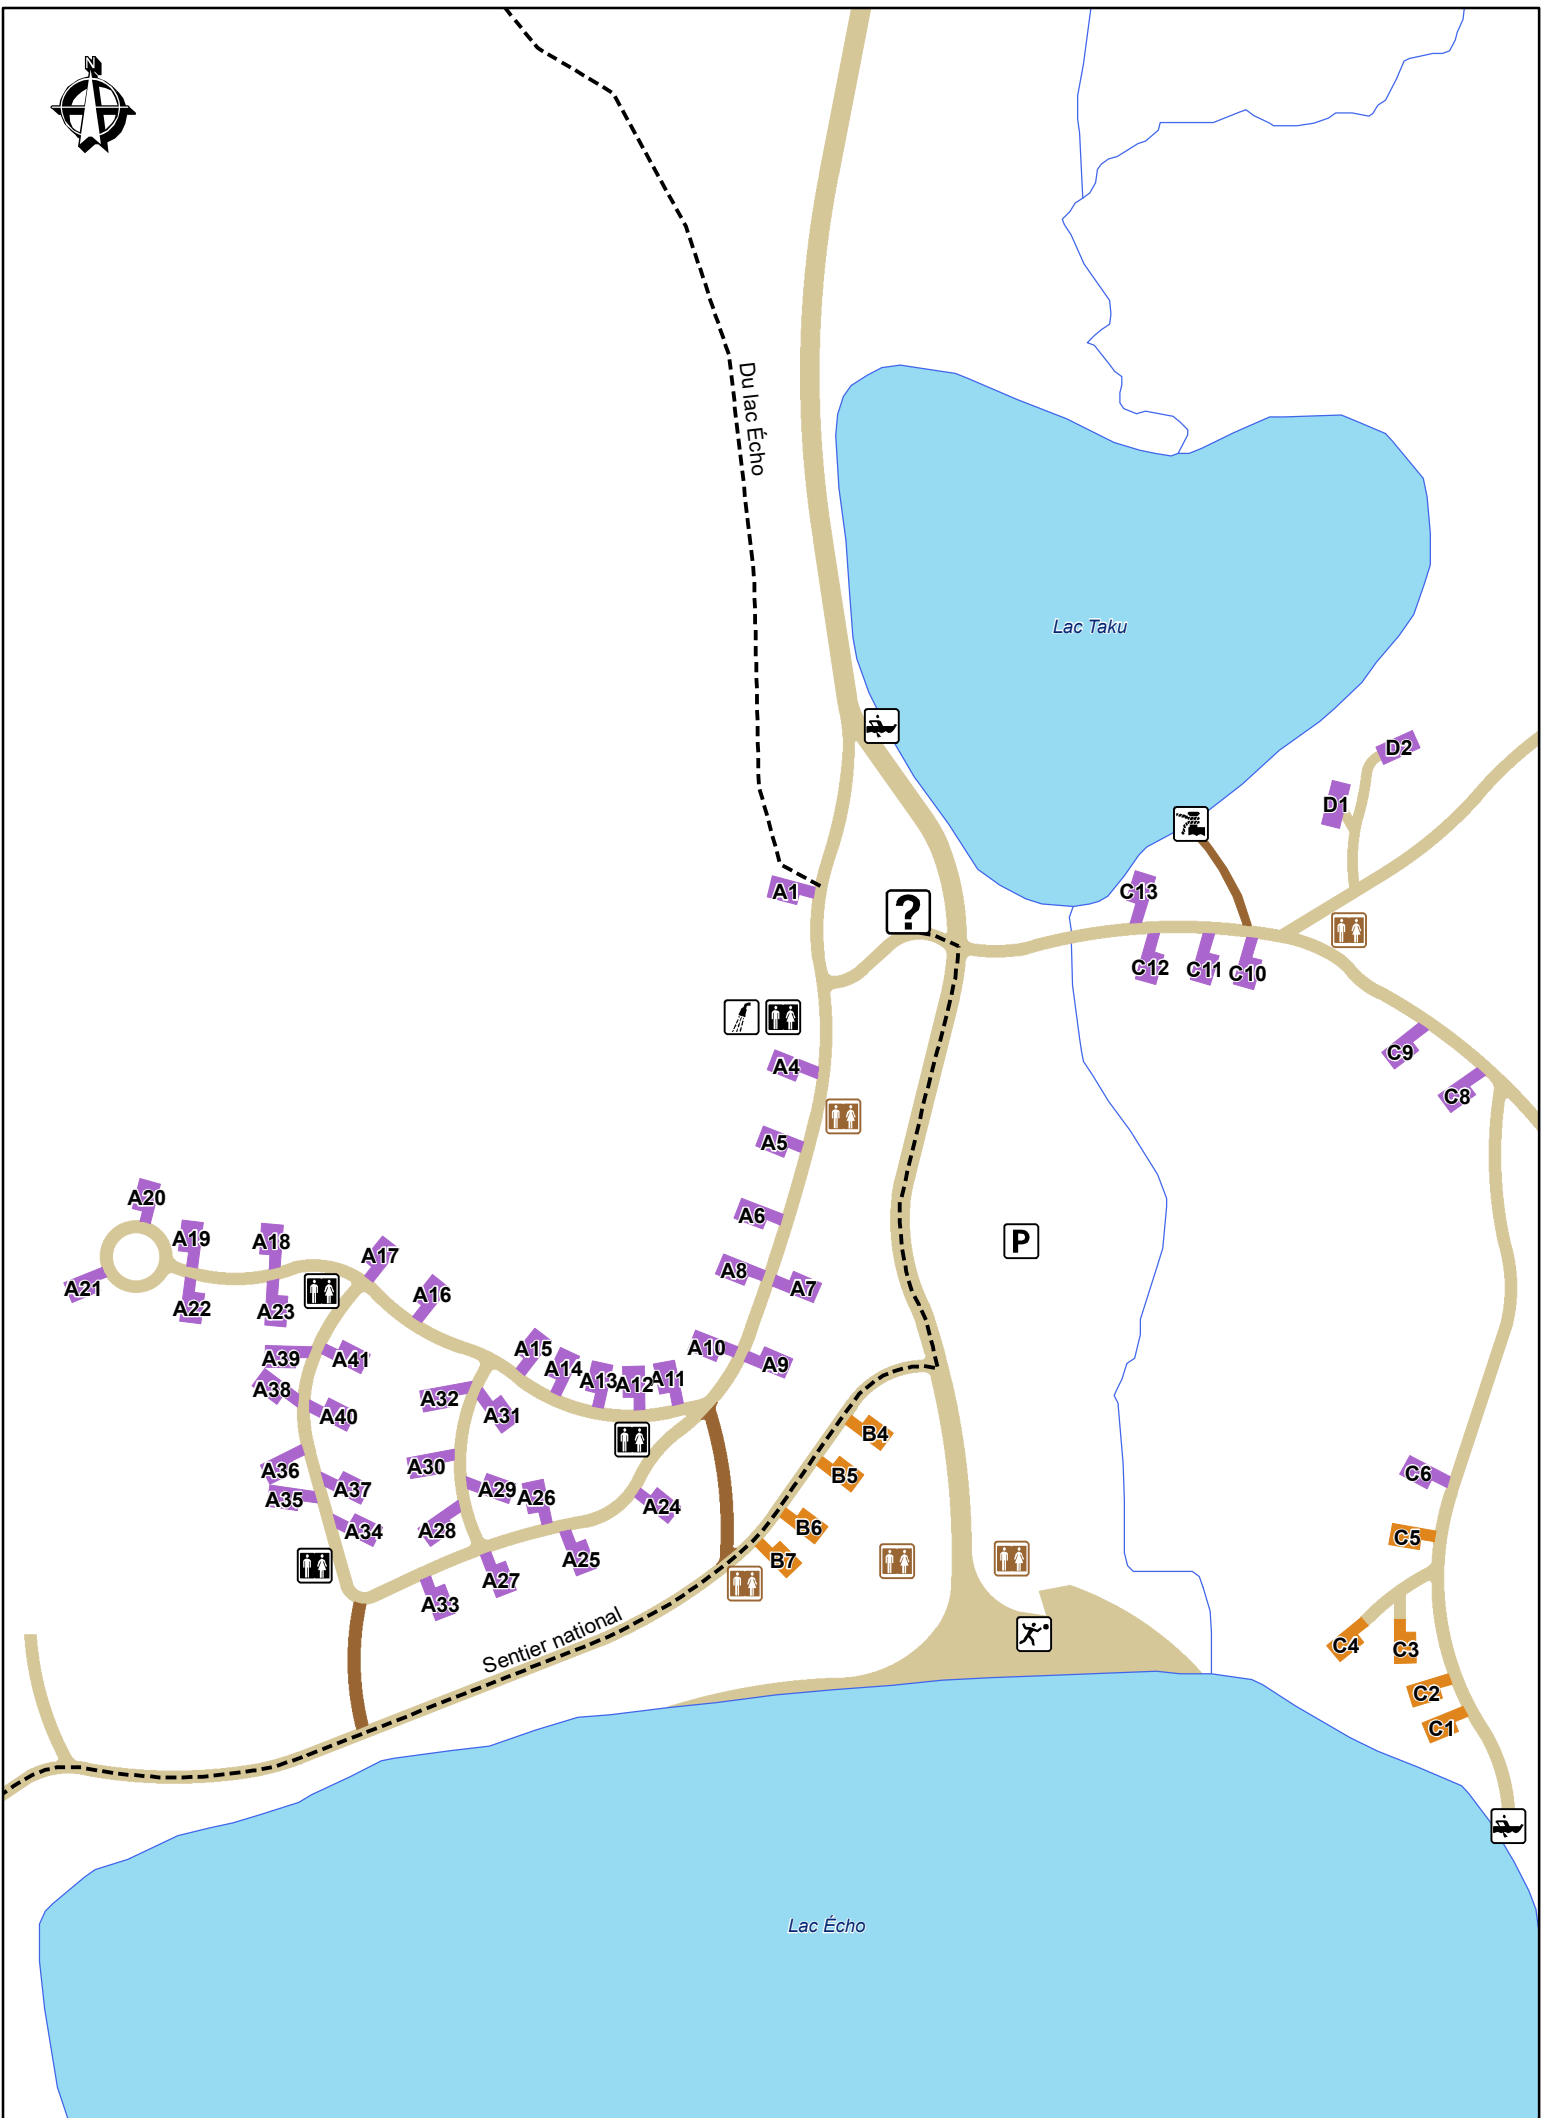 N
Du lac Écho
Lac Taku
D2
D1
A1
?
C13
C12
C11
C10
A4
C9
C8
A5
A20
A6
A19
A18
A17
P
A21
A8
A7
A22
A23
A16
A10
A9
A15
A14
A13
A12
A11
A39
A41
A38
A40
A32
A31
B4
A36
A30
A37
A35
A29
A26
A24
B5
C6
A34
A28
B6
C5
A25
B7
A27
A33
Sentier national
C4
C3
C2
C1
Lac Écho